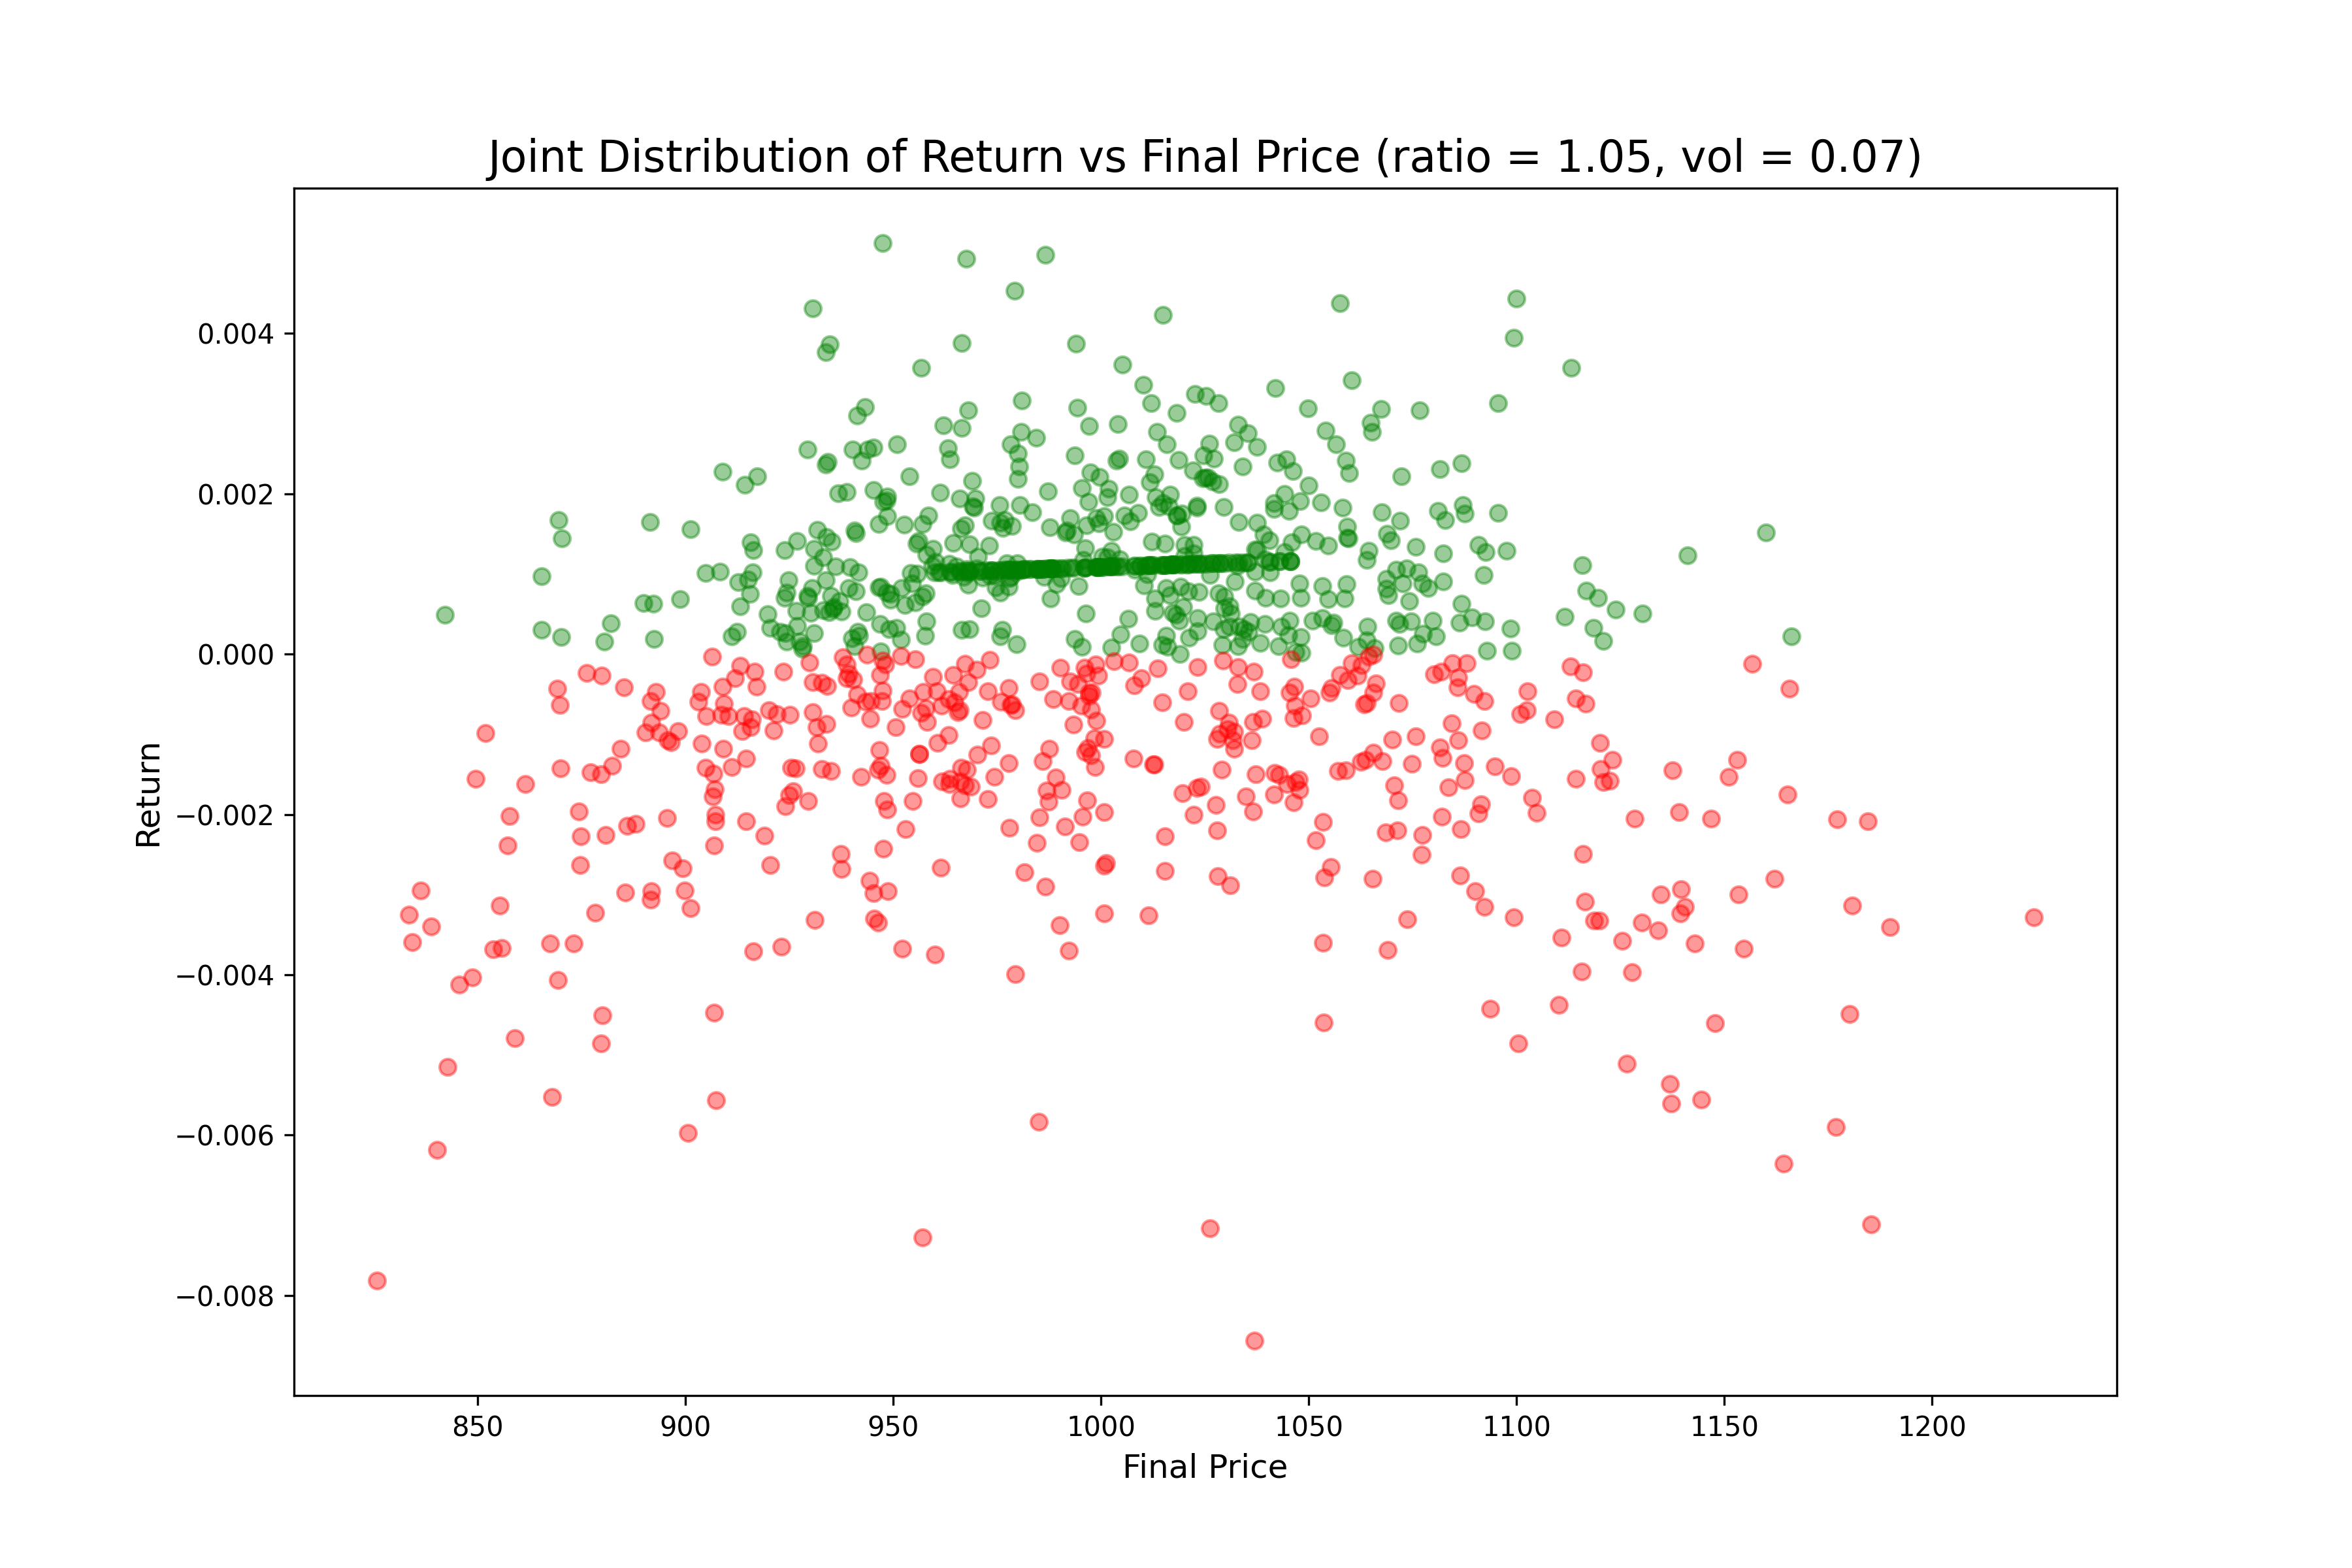 Joint Distribution of Return vs Final Price (ratio = 1.05, vol = 0.07)
0.004
0.002
0.000
−0.002
−0.004
−0.006
−0.008
Return
850 900 950 1000 1050 1100 1150 1200
Final Price